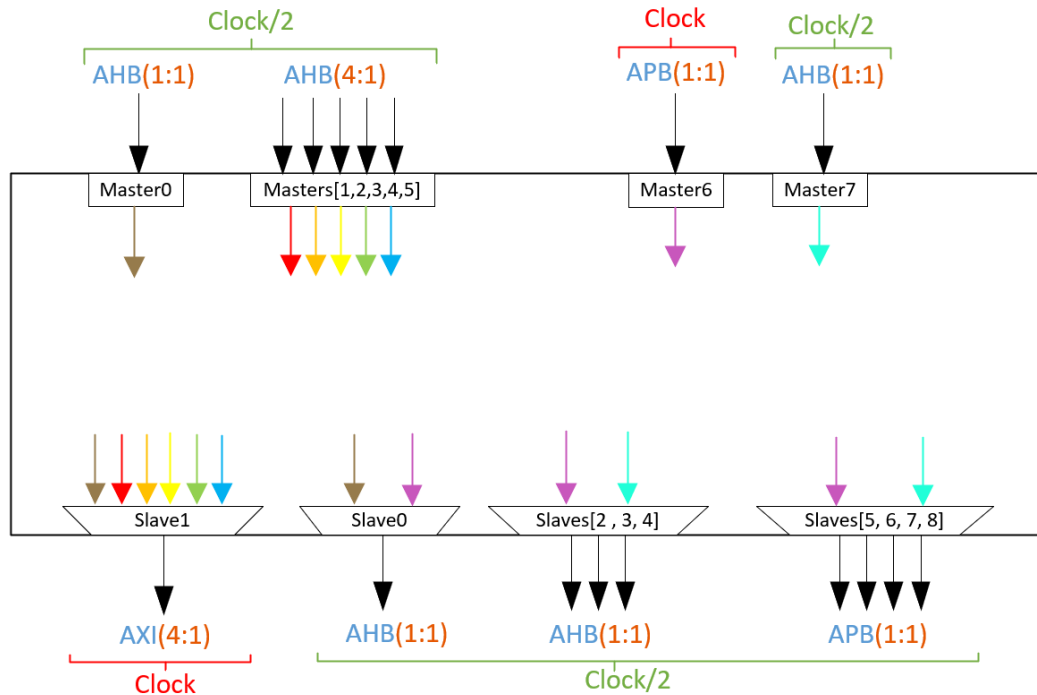 Clock/2
Clock
Clock/2
AHB(1:1)
AHB(4:1)
APB(1:1)
AHB(1:1)
Master0
Masters[1,2,3,4,5]
Master6
Master7
Slave1
Slave0
Slaves[2 , 3, 4]
Slaves[5, 6, 7, 8]
AXI(4:1)
AHB(1:1)
AHB(1:1)
APB(1:1)
Clock
Clock/2